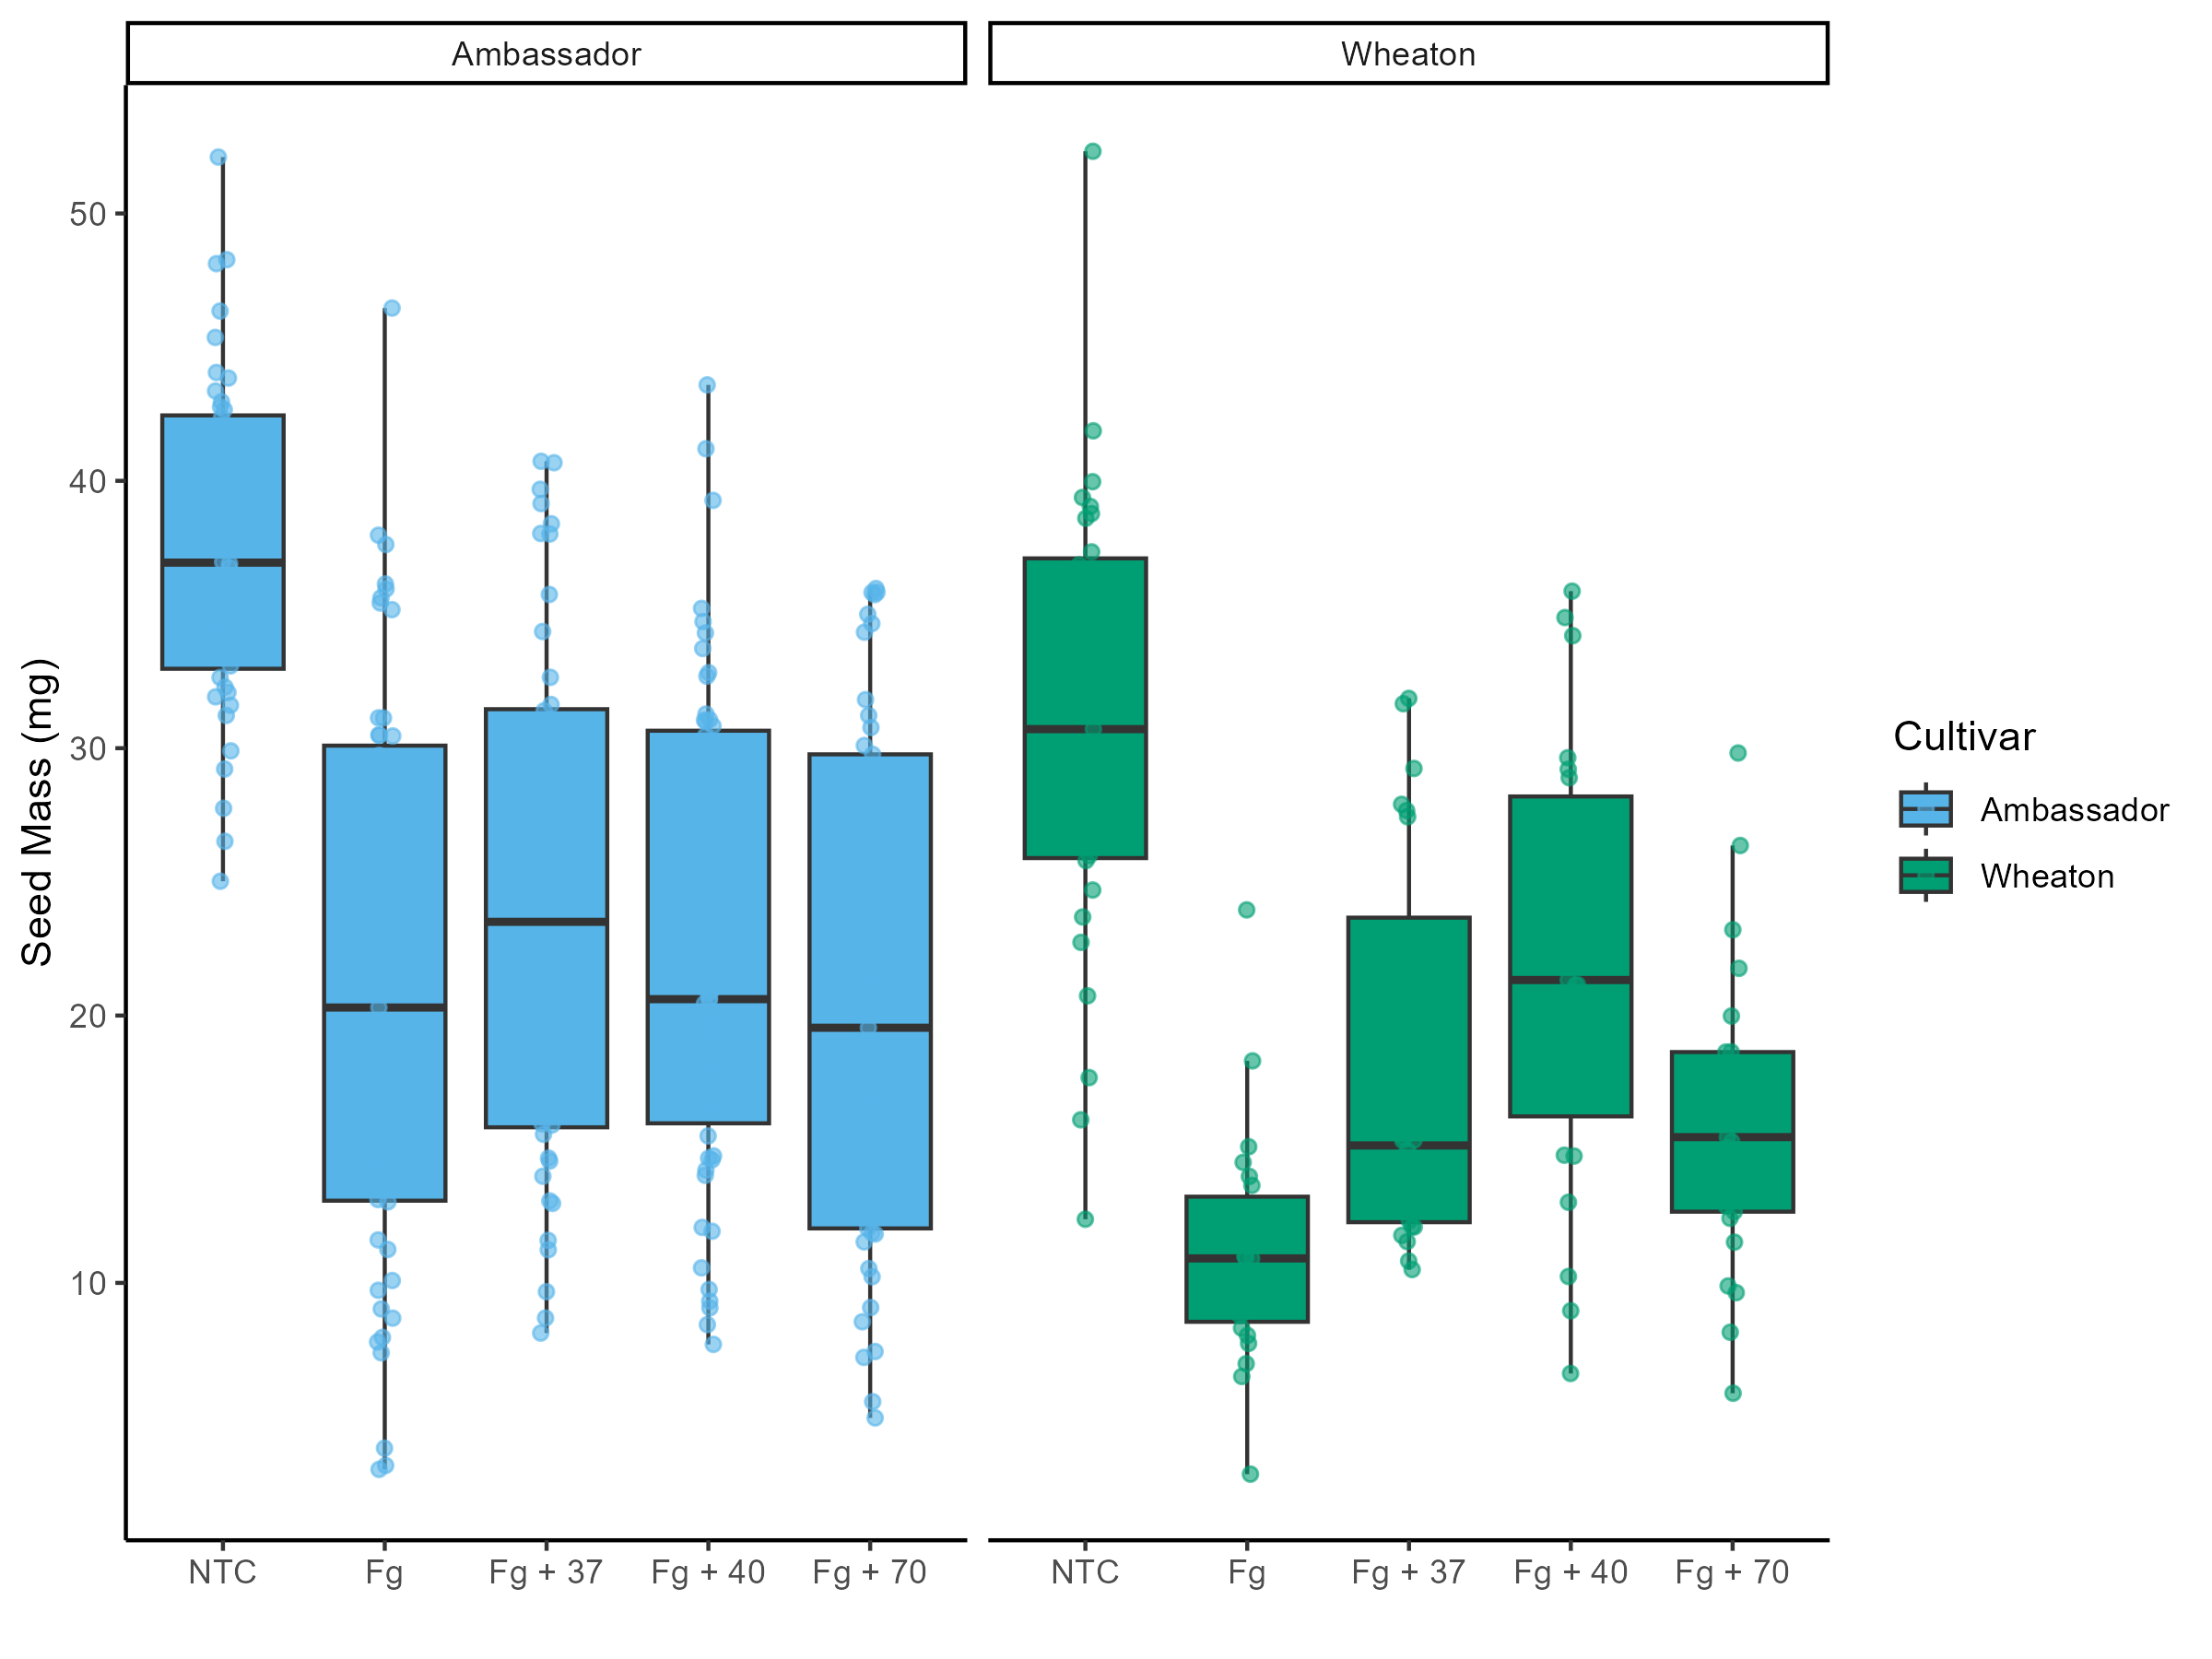 Ambassador
Wheaton
Seed Mass (mg)
50
40
30
20
10
NTC
Fg
Fg + 37
Fg + 40
Fg + 70
NTC
Fg
Fg + 37
Fg + 40
Fg + 70
Cultivar
Ambassador
Wheaton